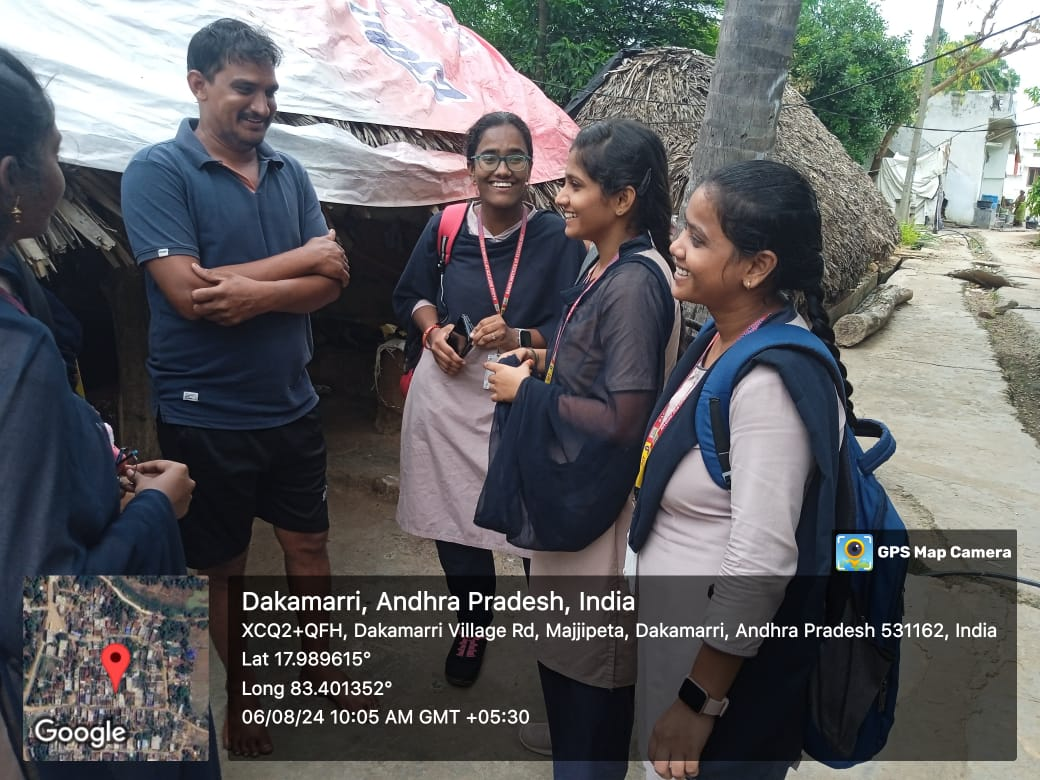 GPS Map Camera
Dakamarri, Andhra Pradesh, India
XCQ2+QFH, Dakamarri Village Rd, Majjipeta, Dakamarri, Andhra Pradesh 531162, India
Lat 17.989615°
Long 83.401352°
06/08/24 10:05 AM GMT +05:30
Google